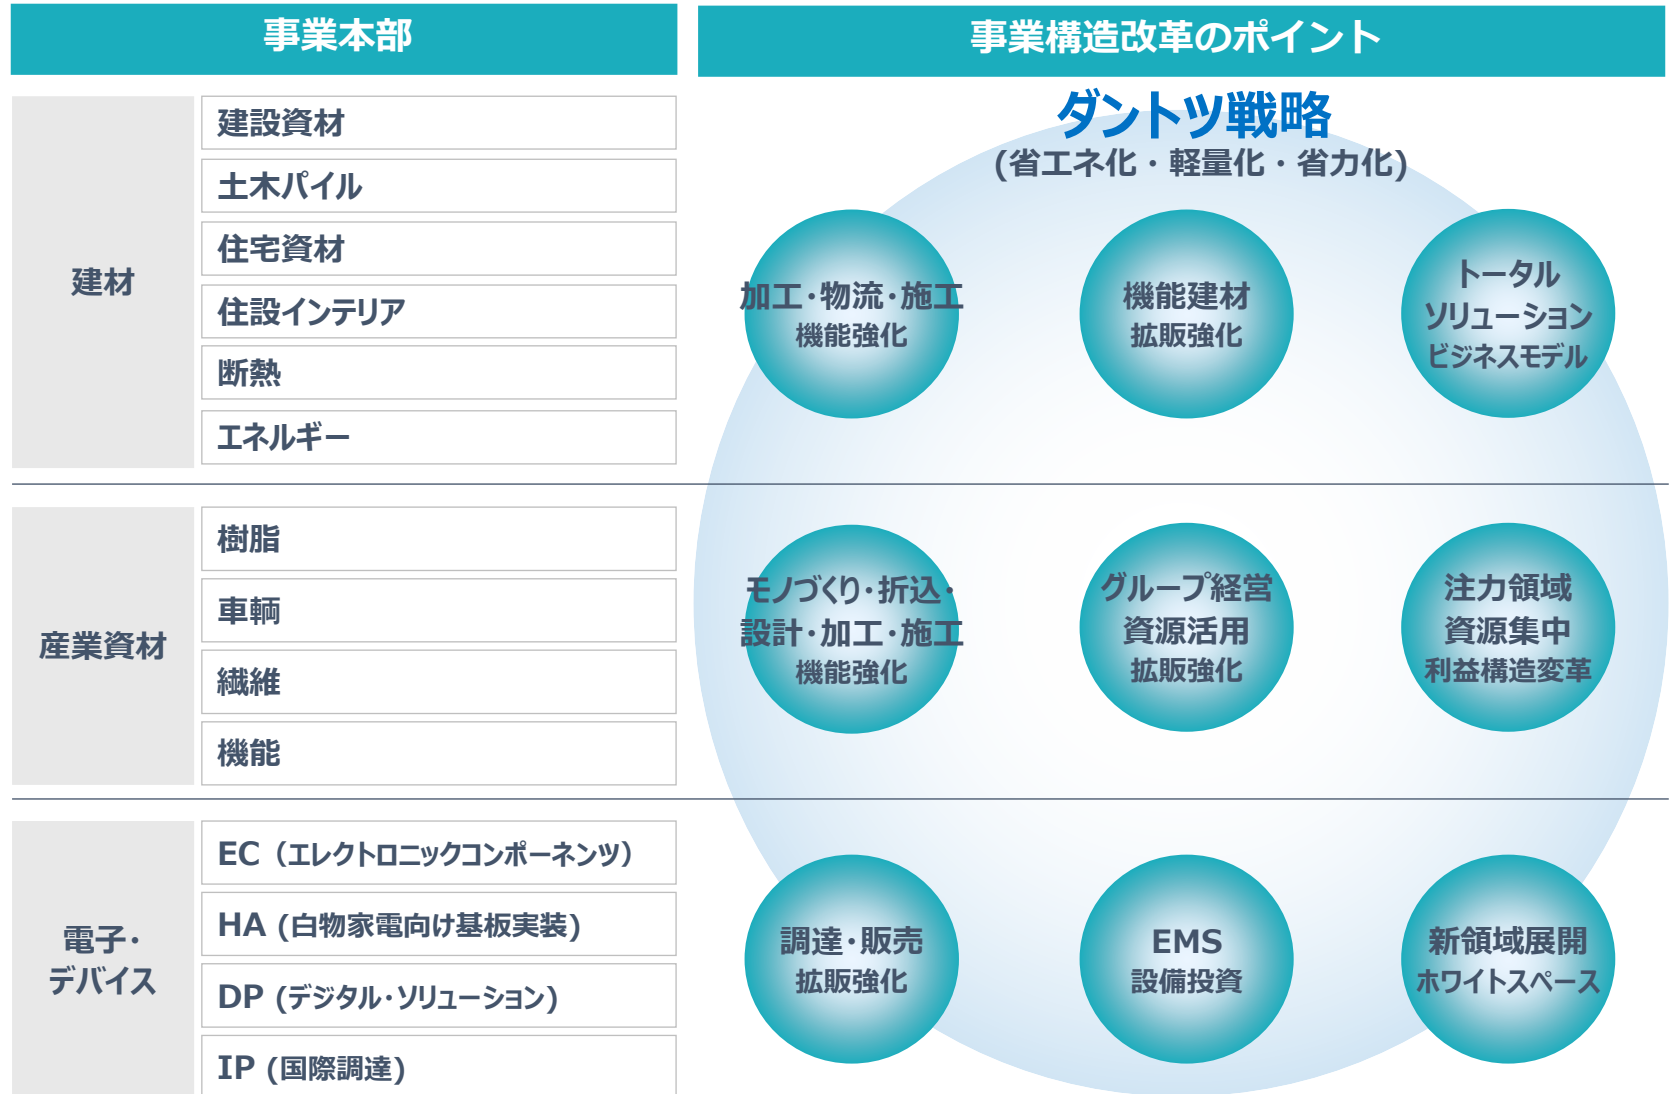 事業本部
事業構造改革のポイント
建材
建設資材
土木パイル
住宅資材
住設インテリア
断熱
エネルギー
ダントツ戦略
(省エネ化・軽量化・省力化)
加工・物流・施工
機能強化
機能建材
拡販強化
トータル
ソリューション
ビジネスモデル
産業資材
樹脂
車輌
繊維
機能
モノづくり・折込・
設計・加工・施工
機能強化
グループ経営
資源活用
拡販強化
注力領域
資源集中
利益構造変革
電子・
デバイス
EC（エレクトロニックコンポーネンツ）
HA (白物家電向け基板実装)
DP (デジタル・ソリューション)
IP (国際調達)
調達・販売
拡販強化
EMS
設備投資
新領域展開
ホワイトスペース